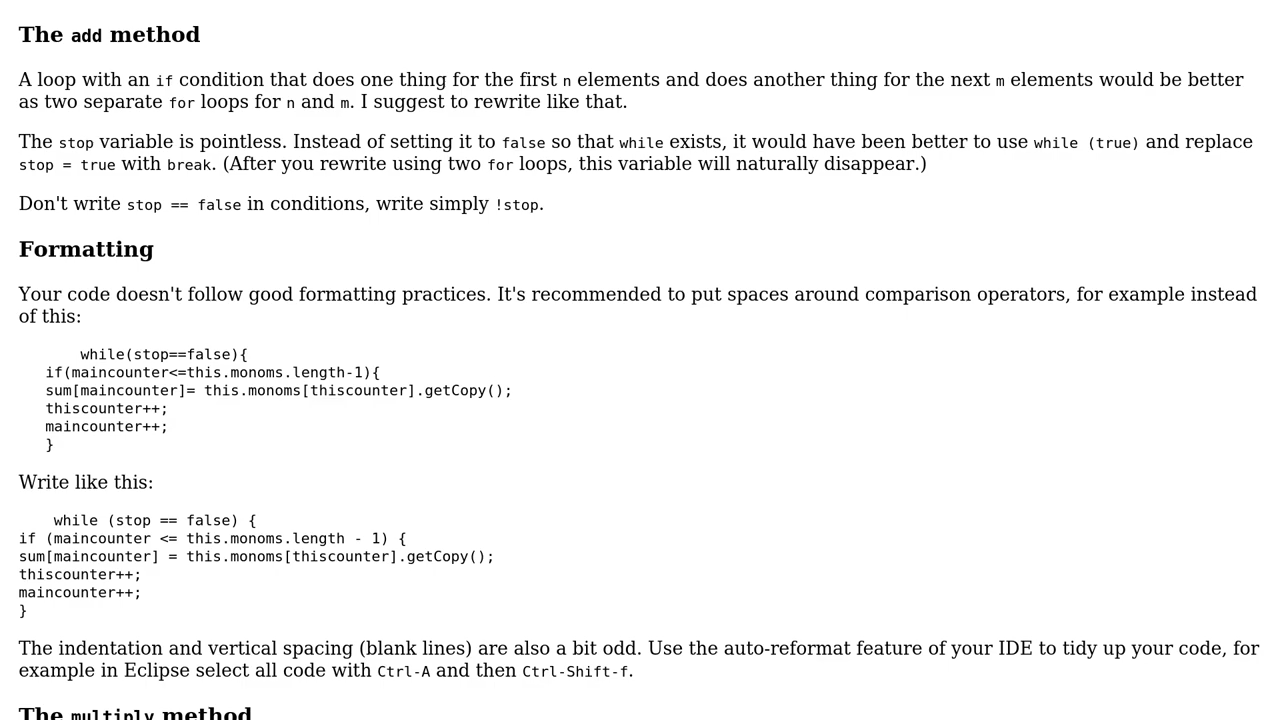 The add method
A loop with an if condition that does one thing for the first n elements and does another thing for the next m elements would be better
as two separate for loops for n and m. I suggest to rewrite like that.
The stop variable is pointless. Instead of setting it to false so that while exists, it would have been better to use while (true) and replace
stop = true with break. (After you rewrite using two for loops, this variable will naturally disappear.)
Don't write stop == false in conditions, write simply !stop.
Formatting
Your code doesn't follow good formatting practices. It's recommended to put spaces around comparison operators, for example instead
of this:
       while(stop==false){
   if(maincounter<=this.monoms.length-1){
   sum[maincounter]= this.monoms[thiscounter].getCopy();
   thiscounter++;
   maincounter++;
   }
Write like this:
    while (stop == false) {
if (maincounter <= this.monoms.length - 1) {
sum[maincounter] = this.monoms[thiscounter].getCopy();
thiscounter++;
maincounter++;
}
The indentation and vertical spacing (blank lines) are also a bit odd. Use the auto-reformat feature of your IDE to tidy up your code, for
example in Eclipse select all code with Ctrl-A and then Ctrl-Shift-f.
The multiply method